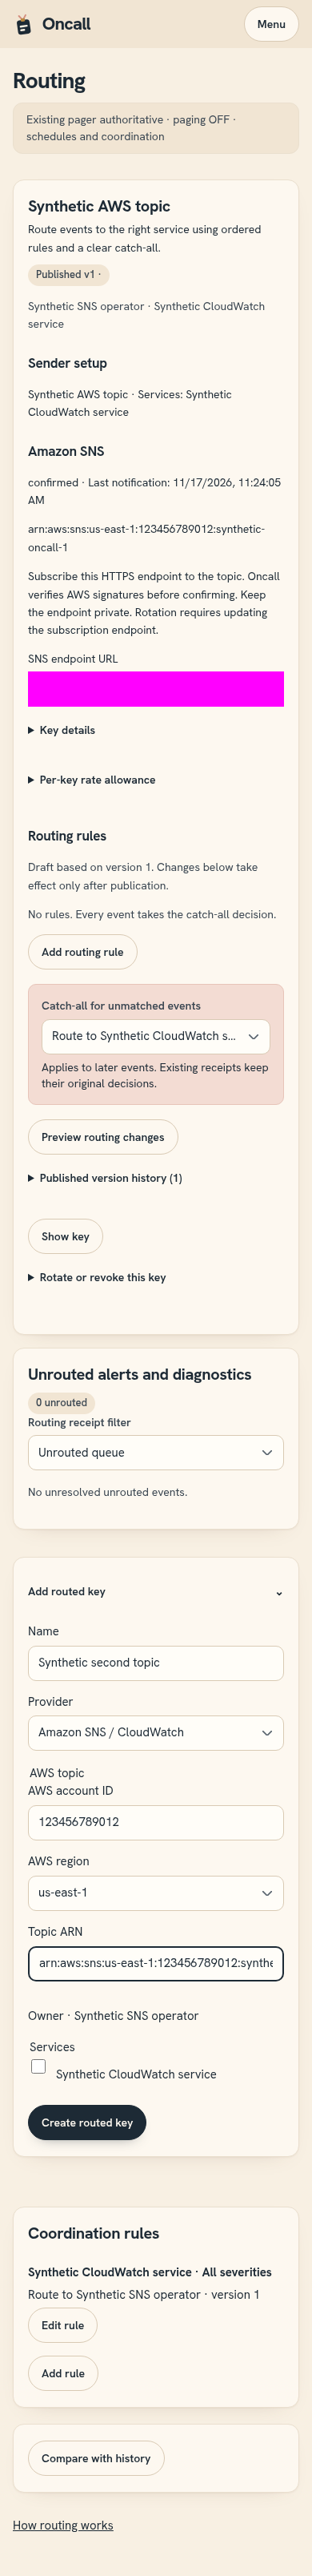 Oncall
Menu
Routing
Existing pager authoritative · paging OFF ·
schedules and coordination
Synthetic AWS topic
Route events to the right service using ordered
rules and a clear catch-all.
Published v1 ·
Synthetic SNS operator · Synthetic CloudWatch
service
Sender setup
Synthetic AWS topic · Services: Synthetic
CloudWatch service
Amazon SNS
confirmed · Last notification: 11/17/2026, 11:24:05
AM
arn:aws:sns:us-east-1:123456789012:synthetic-
oncall-1
Subscribe this HTTPS endpoint to the topic. Oncall
verifies AWS signatures before confirming. Keep
the endpoint private. Rotation requires updating
the subscription endpoint.
SNS endpoint URL
Key details
Per-key rate allowance
Routing rules
Draft based on version 1. Changes below take
effect only after publication.
No rules. Every event takes the catch-all decision.
Add routing rule
Catch-all for unmatched events
Route to Synthetic CloudWatch s...
Applies to later events. Existing receipts keep
their original decisions.
Preview routing changes
Published version history (1)
Show key
Rotate or revoke this key
Unrouted alerts and diagnostics
0 unrouted
Routing receipt filter
Unrouted queue
No unresolved unrouted events.
Add routed key
Name
Synthetic second topic
Provider
Amazon SNS / CloudWatch
AWS topic
AWS account ID
123456789012
AWS region
us-east-1
Topic ARN
arn:aws:sns:us-east-1:123456789012:synthe
Owner · Synthetic SNS operator
Services
Synthetic CloudWatch service
Create routed key
Coordination rules
Synthetic CloudWatch service · All severities
Route to Synthetic SNS operator · version 1
Edit rule
Add rule
Compare with history
How routing works